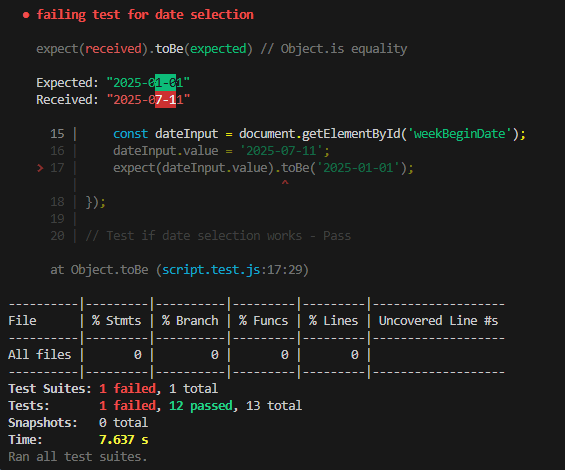 ● failing test for date selection
expect(received).toBe(expected) // Object.is equality
Expected: "2025-01-01"
Received: "2025-07-11"
15 |     const dateInput = document.getElementById('weekBeginDate');
16 |     dateInput.value = '2025-07-11';
> 17 |     expect(dateInput.value).toBe('2025-01-01');
|                             ^
18 | });
19 |
20 | // Test if date selection works - Pass
at Object.toBe (script.test.js:17:29)
----------|---------|----------|---------|---------|-------------------
File      | % Stmts | % Branch | % Funcs | % Lines | Uncovered Line #s
----------|---------|----------|---------|---------|-------------------
All files |       0 |        0 |       0 |       0 |
----------|---------|----------|---------|---------|-------------------
Test Suites: 1 failed, 1 total
Tests:       1 failed, 12 passed, 13 total
Snapshots:   0 total
Time:        7.637 s
Ran all test suites.